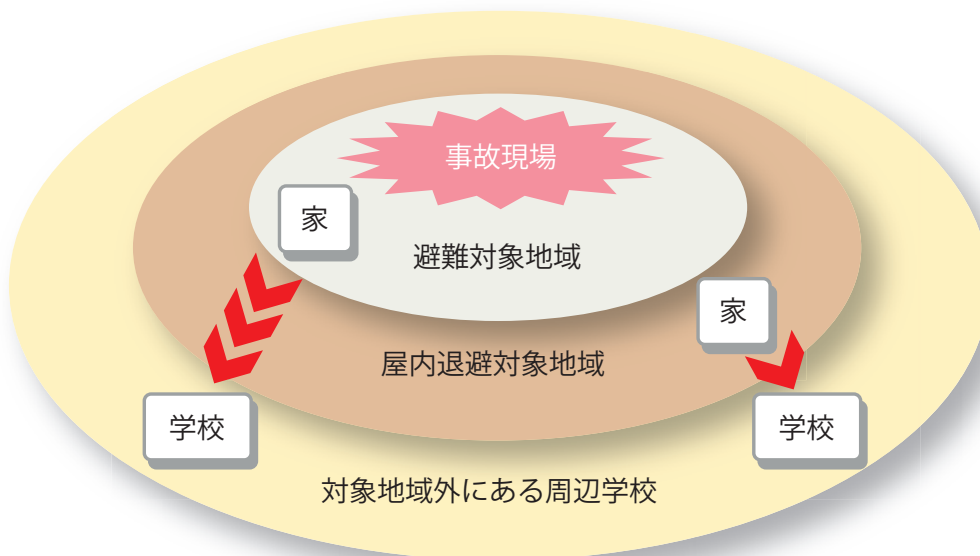 事故現場
家
避難対象地域
家
屋内退避対象地域
学校
学校
対象地域外にある周辺学校